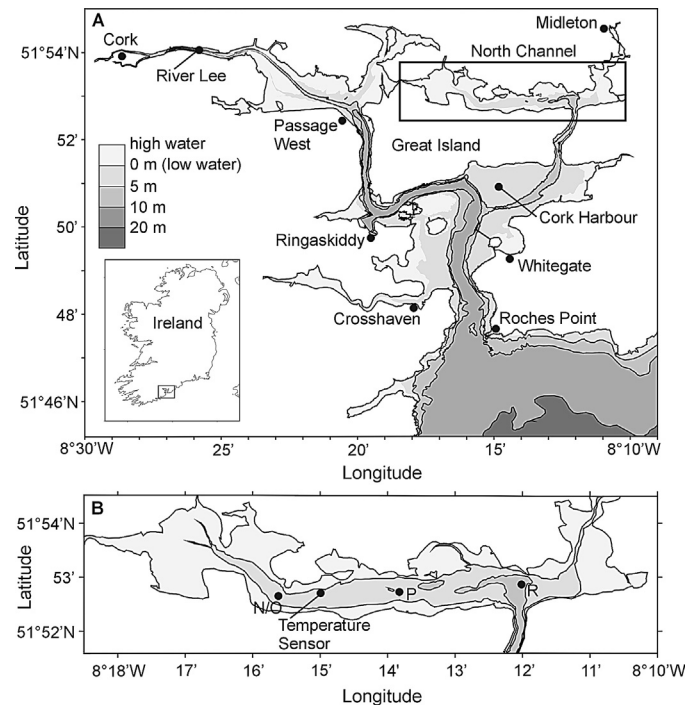 A
Cork
River Lee
Midleton
North Channel
Passage
West
Great Island
high water
0 m (low water)
5 m
10 m
20 m
Cork Harbour
Ringaskiddy
Whitegate
Crosshaven
Roches Point
Ireland
51°54’N
52’
50’
48’
51°46’N
Latitude
8°30’W
25’
20’
15’
8°10’W
Longitude
B
N/O
Temperature
Sensor
P
R
51°54’N
53’
51°52’N
Latitude
8°18’W
17’
16’
15’
14’
13’
12’
11’
8°10’W
Longitude